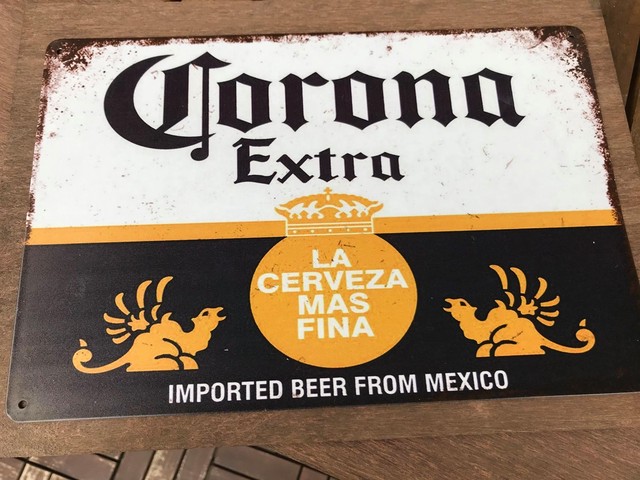 Corona
Extra
LA
CERVEZA
MAS
FINA
IMPORTED BEER FROM MEXICO